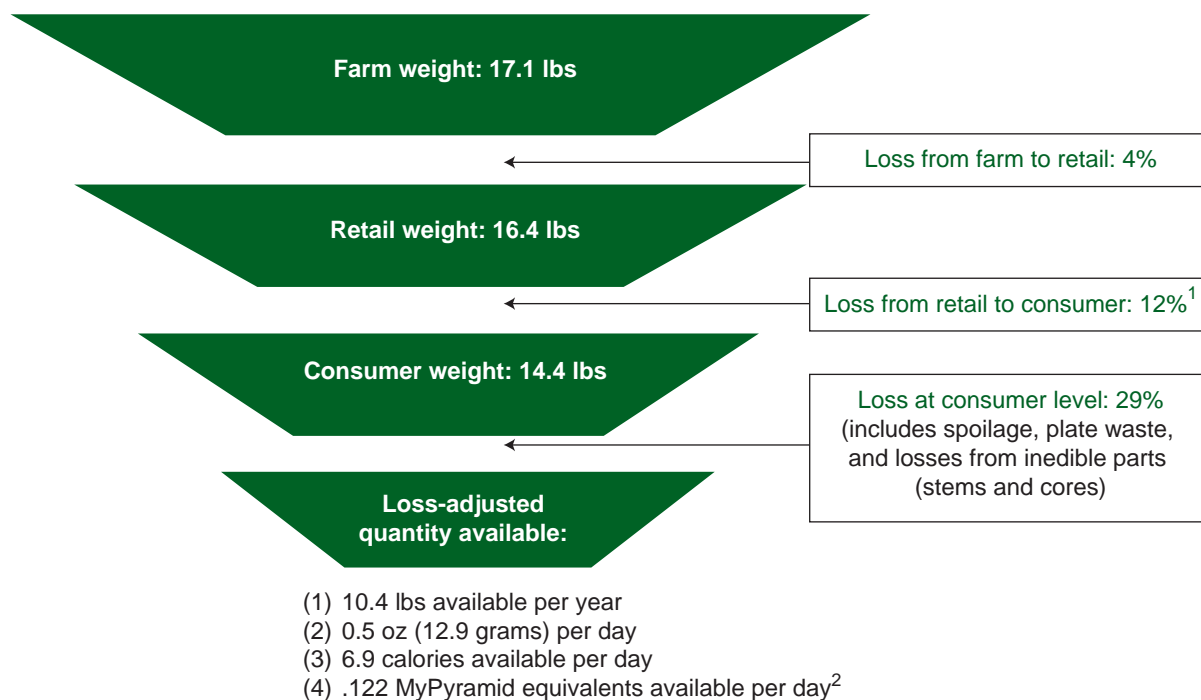 Farm weight: 17.1 lbs
Loss from farm to retail: 4%
Retail weight: 16.4 lbs
Loss from retail to consumer: 12%1
Consumer weight: 14.4 lbs
Loss at consumer level: 29%
(includes spoilage, plate waste,
and losses from inedible parts
(stems and cores)
Loss-adjusted
quantity available:
(1) 10.4 lbs available per year
(2) 0.5 oz (12.9 grams) per day
(3) 6.9 calories available per day
(4) .122 MyPyramid equivalents available per day2